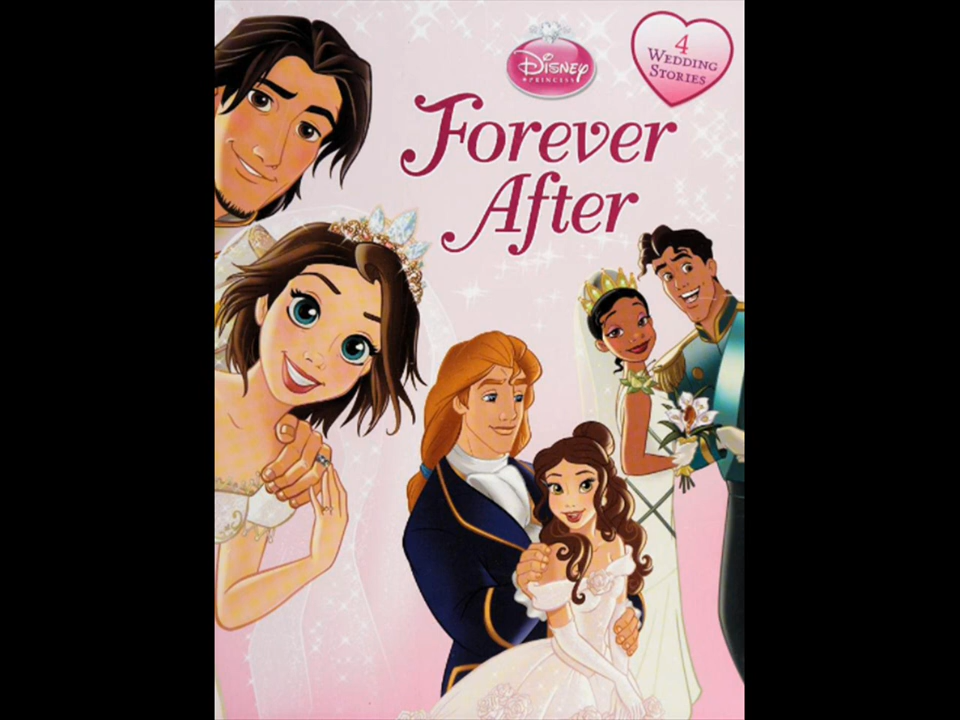 Disney
PRINCESS
4
WEDDING
STORIES
Forever
After